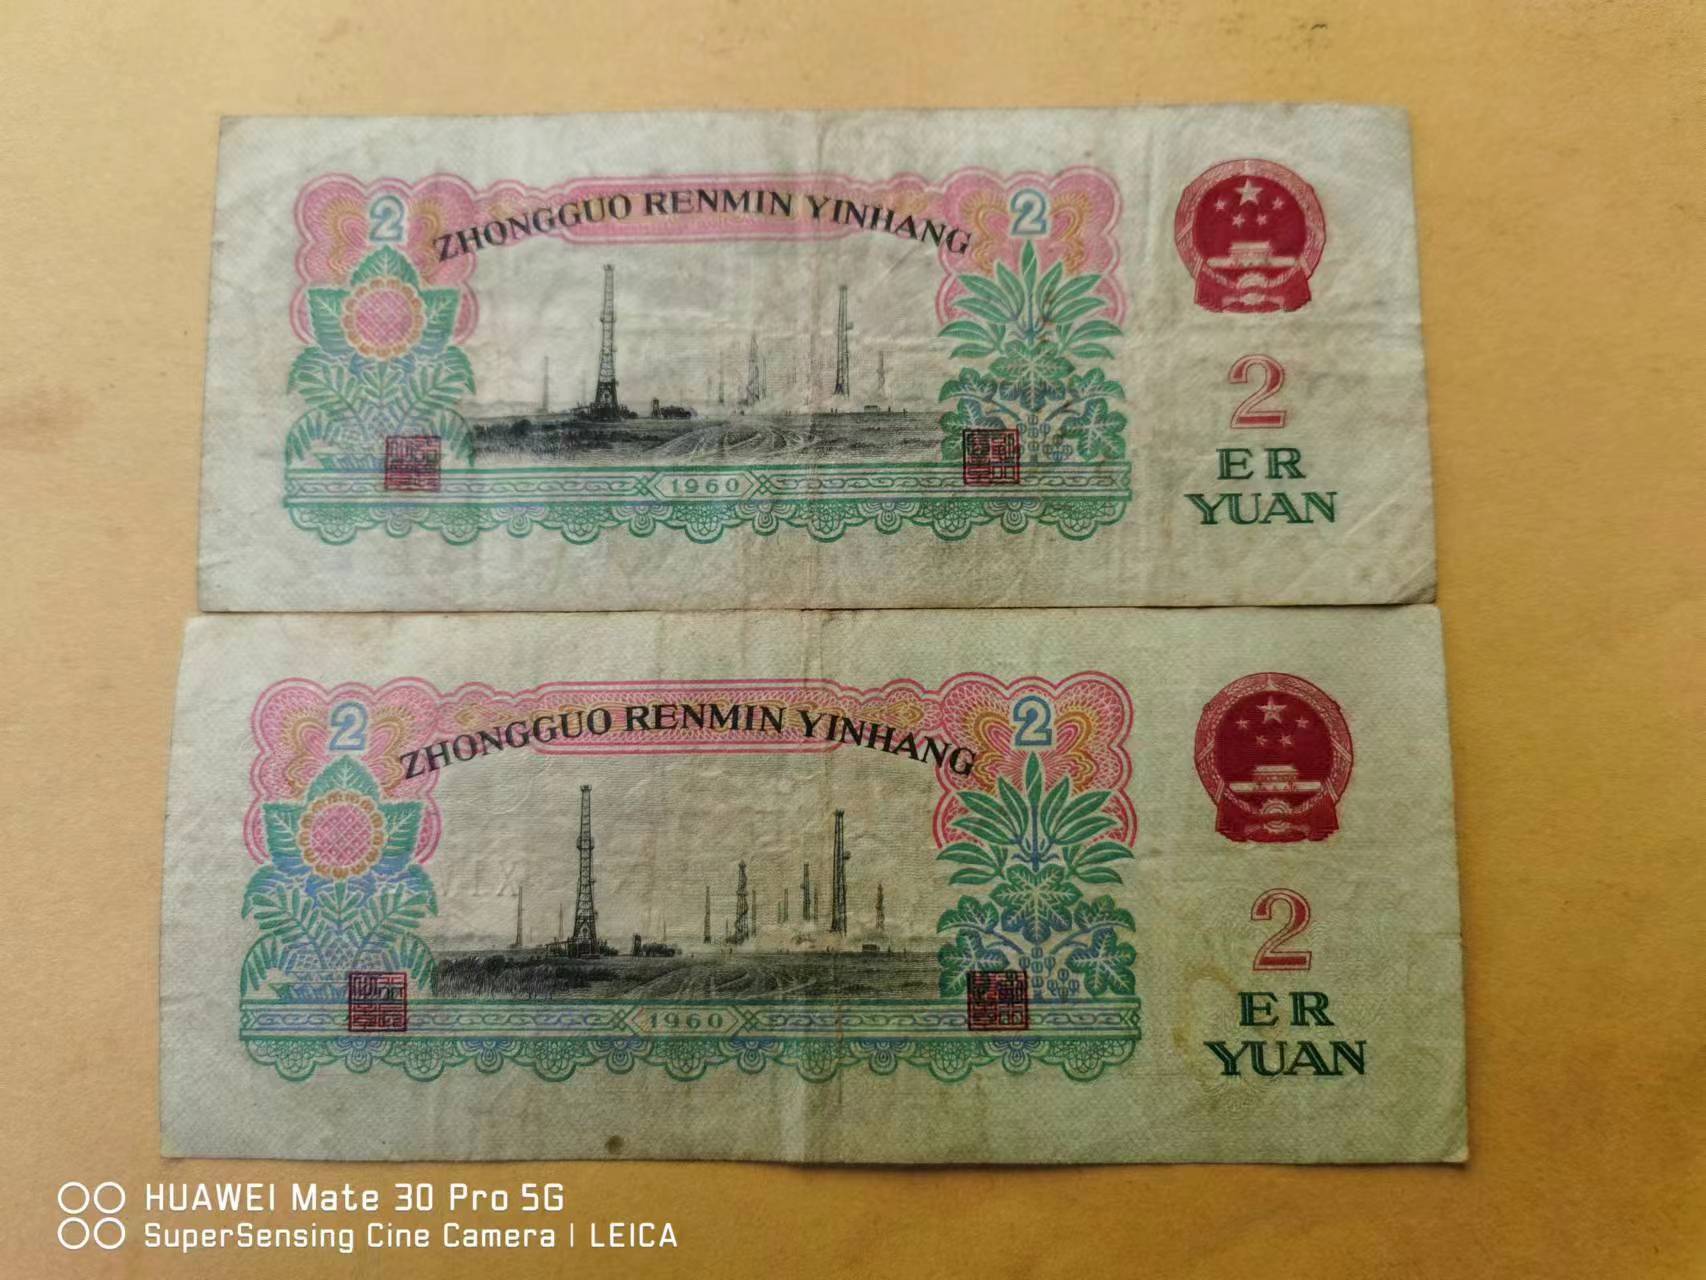 2
2
ZHONGGUO RENMIN YINHANG
2
ER
YUAN
1960
2
2
ZHONGGUO RENMIN YINHANG
2
ER
YUAN
1960
HUAWEI Mate 30 Pro 5G
SuperSensing Cine Camera | LEICA